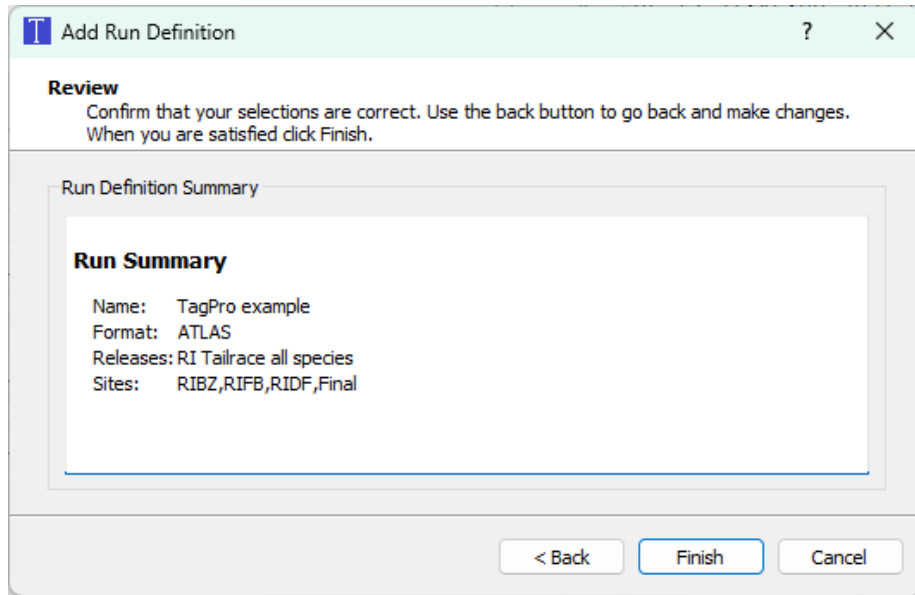 T Add Run Definition ? X
Review
Confirm that your selections are correct. Use the back button to go back and make changes.
When you are satisfied click Finish.
Run Definition Summary
Run Summary
Name: TagPro example
Format: ATLAS
Releases: RI Tailrace all species
Sites: RIBZ,RIFB,RIDF,Final
< Back Finish Cancel